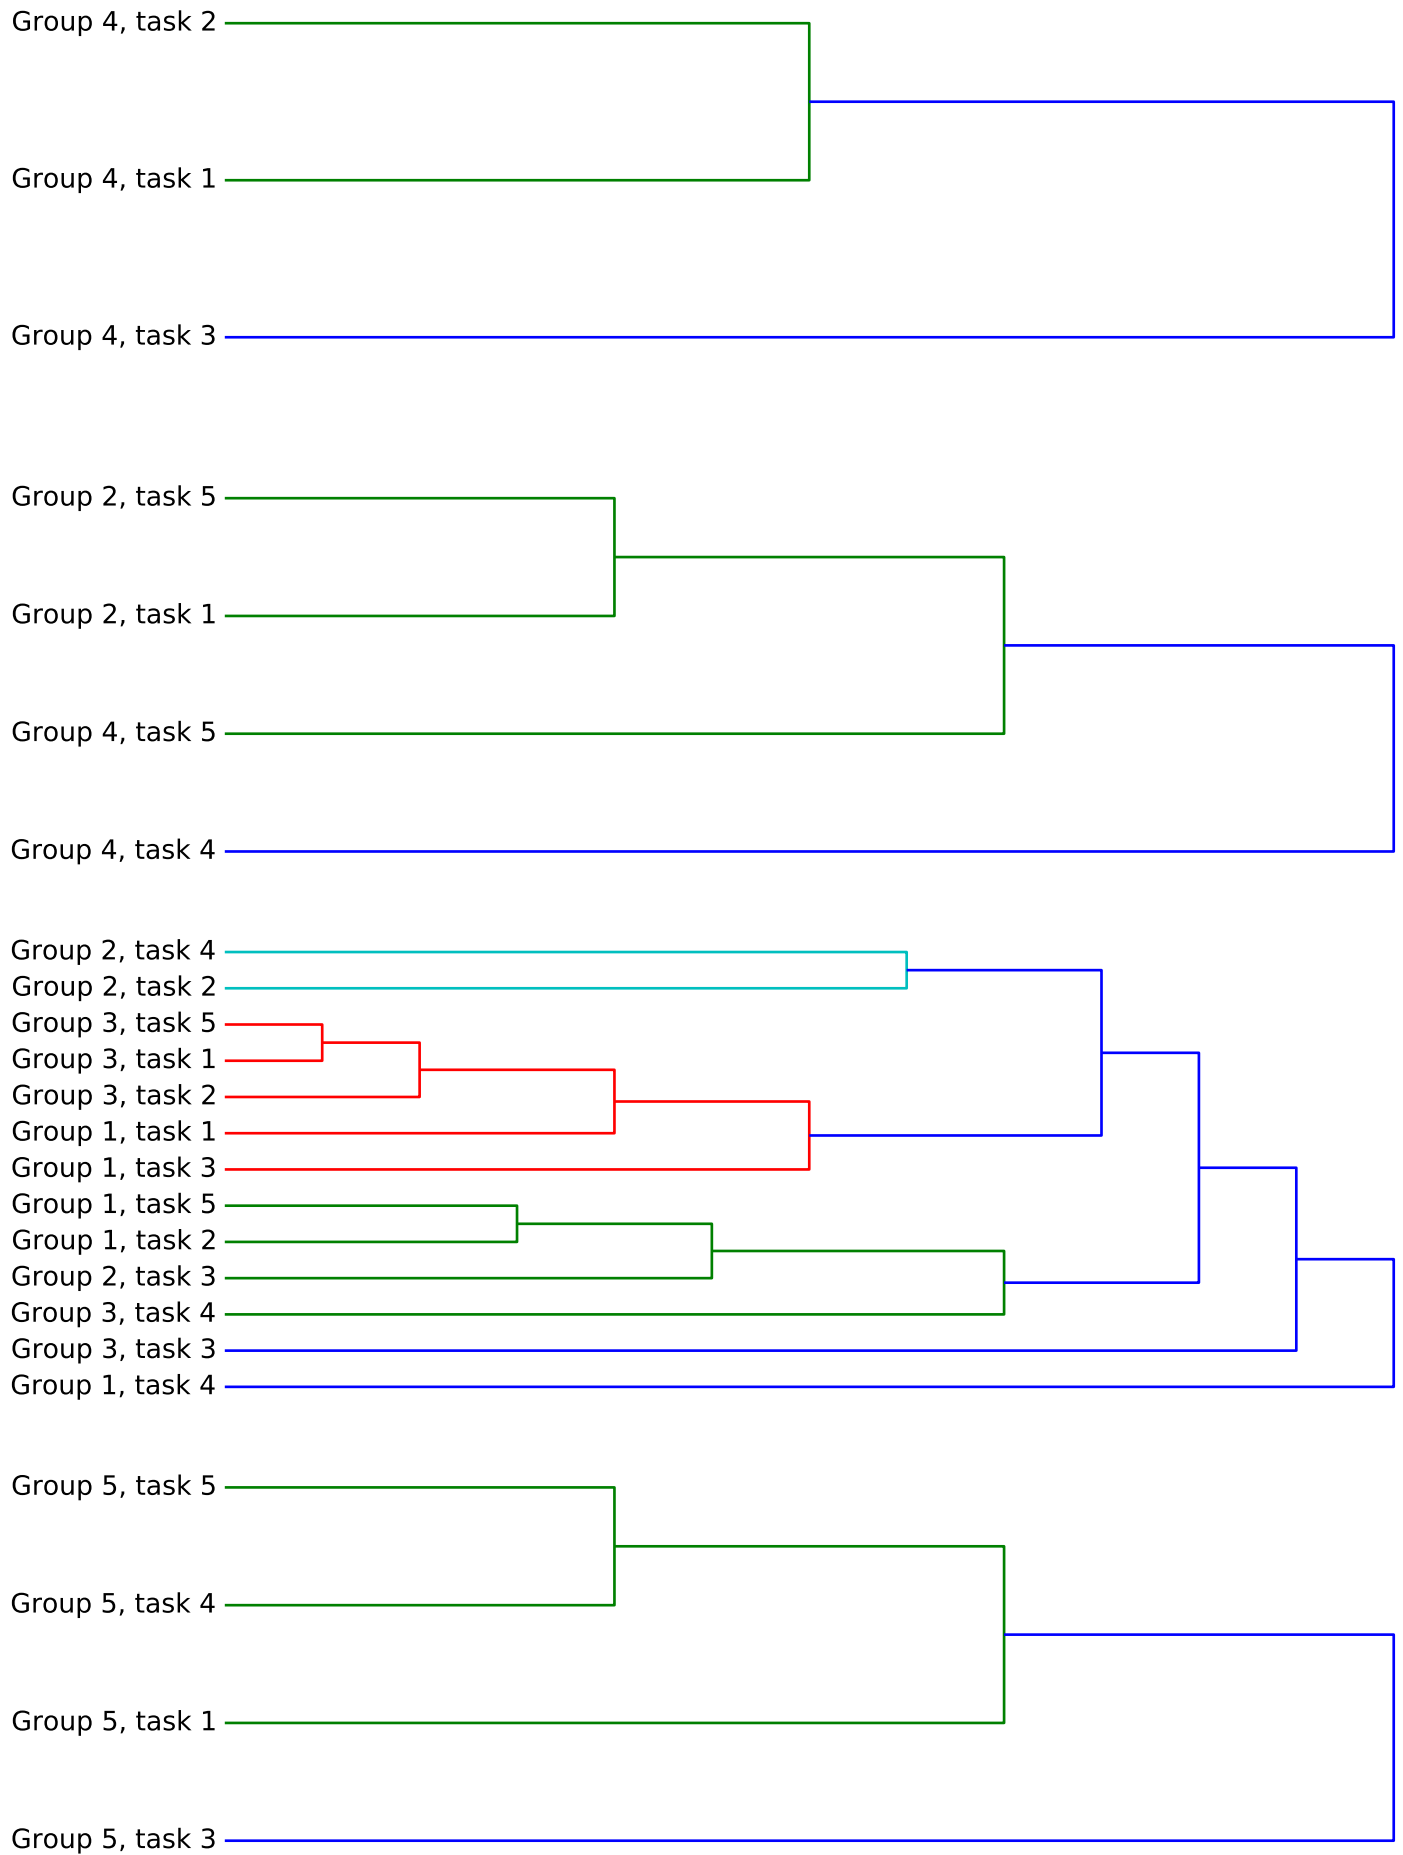 Group 4, task 2
Group 4, task 1
Group 4, task 3
Group 2, task 5
Group 2, task 1
Group 4, task 5
Group 4, task 4
Group 2, task 4
Group 2, task 2
Group 3, task 5
Group 3, task 1
Group 3, task 2
Group 1, task 1
Group 1, task 3
Group 1, task 5
Group 1, task 2
Group 2, task 3
Group 3, task 4
Group 3, task 3
Group 1, task 4
Group 5, task 5
Group 5, task 4
Group 5, task 1
Group 5, task 3